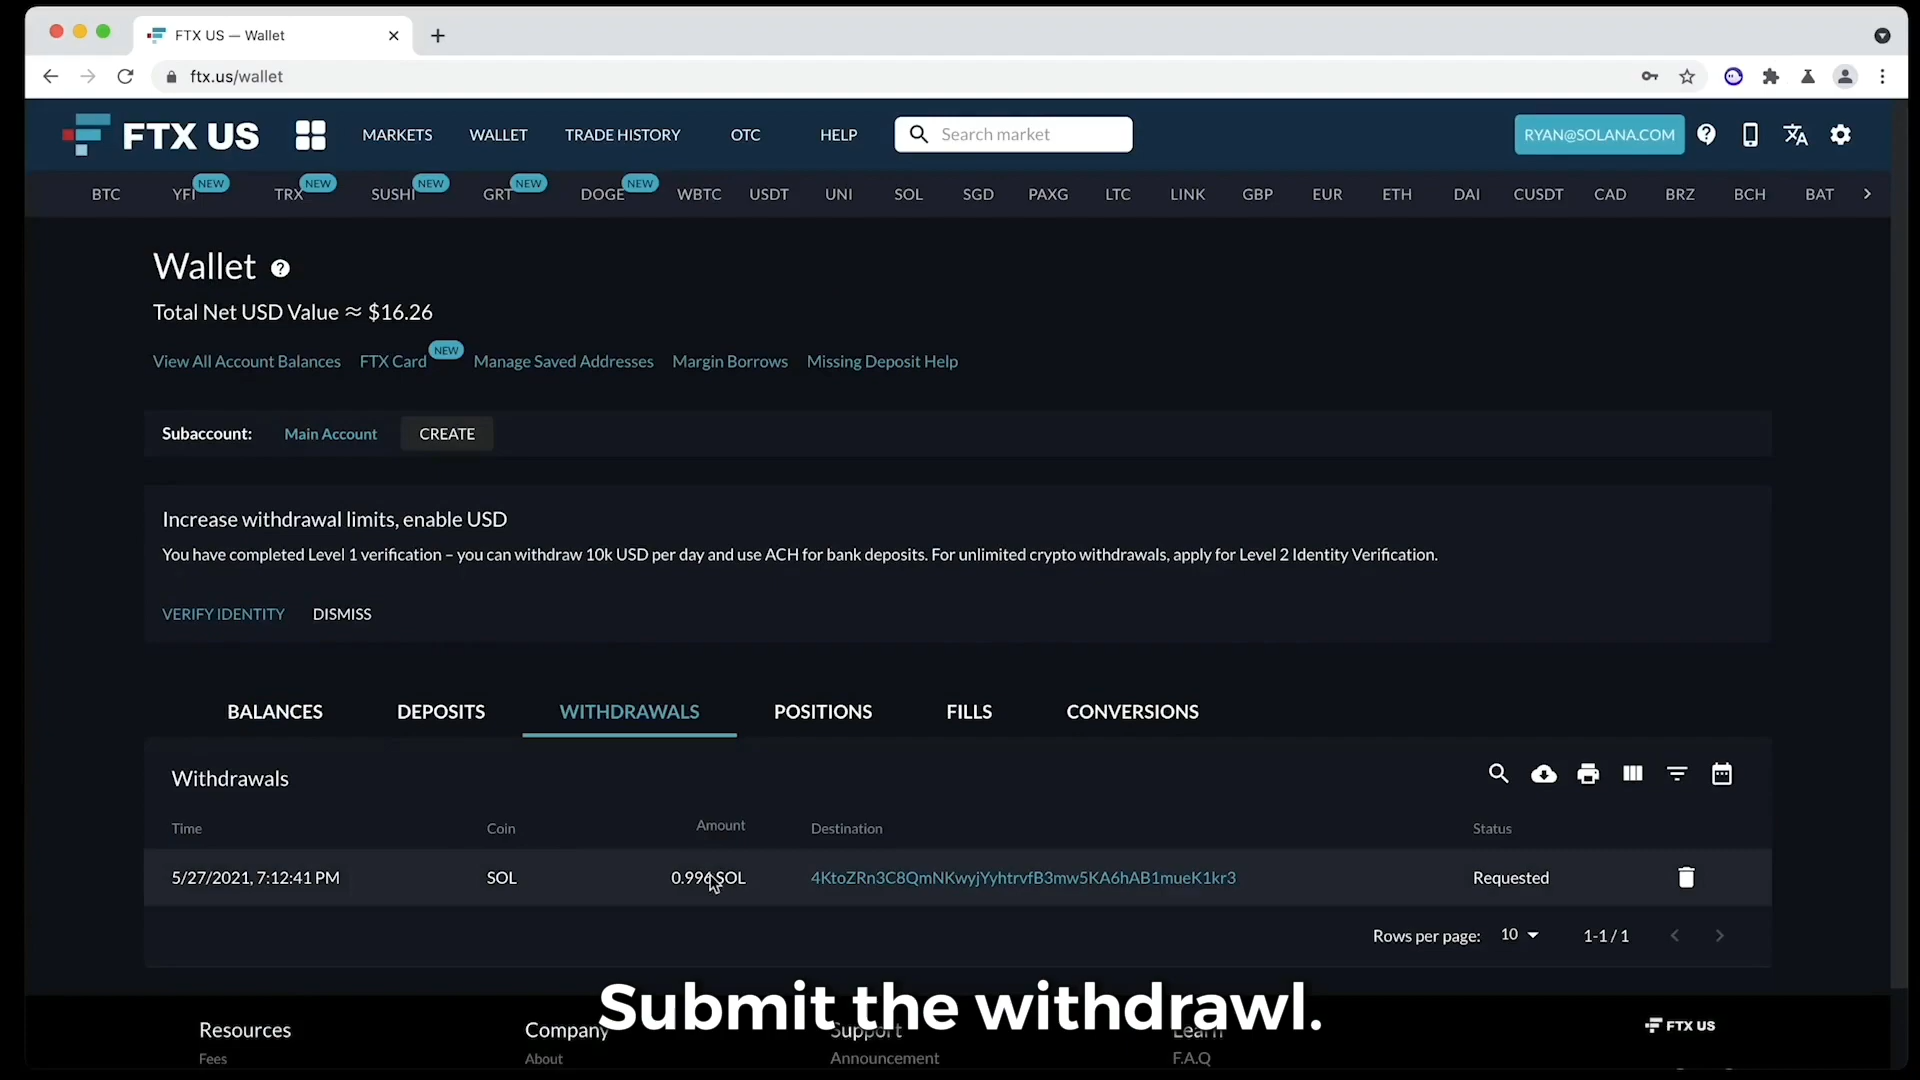 FTX US — Wallet
ftx.us/wallet
FTX US MARKETS WALLET TRADE HISTORY OTC HELP Search market RYAN@SOLANA.COM
BTC YFI NEW TRX NEW SUSHI NEW GRT NEW DOGE NEW WBTC USDT UNI SOL SGD PAXG LTC LINK GBP EUR ETH DAI CUSDT CAD BRZ BCH BAT
Wallet
Total Net USD Value ≈ $16.26
View All Account Balances FTX Card NEW Manage Saved Addresses Margin Borrows Missing Deposit Help
Subaccount: Main Account CREATE
Increase withdrawal limits, enable USD
You have completed Level 1 verification – you can withdraw 10k USD per day and use ACH for bank deposits. For unlimited crypto withdrawals, apply for Level 2 Identity Verification.
VERIFY IDENTITY DISMISS
BALANCES DEPOSITS WITHDRAWALS POSITIONS FILLS CONVERSIONS
Withdrawals
Time Coin Amount Destination Status
5/27/2021, 7:12:41 PM SOL 0.996 SOL 4KtoZRn3C8QmNKwyjYyhtrvfB3mw5KA6hAB1mueK1kr3 Requested
Rows per page: 10 1-1 / 1
Submit the withdrawl.
Resources Company Support Learn FTX US
Fees About Announcement F.A.Q